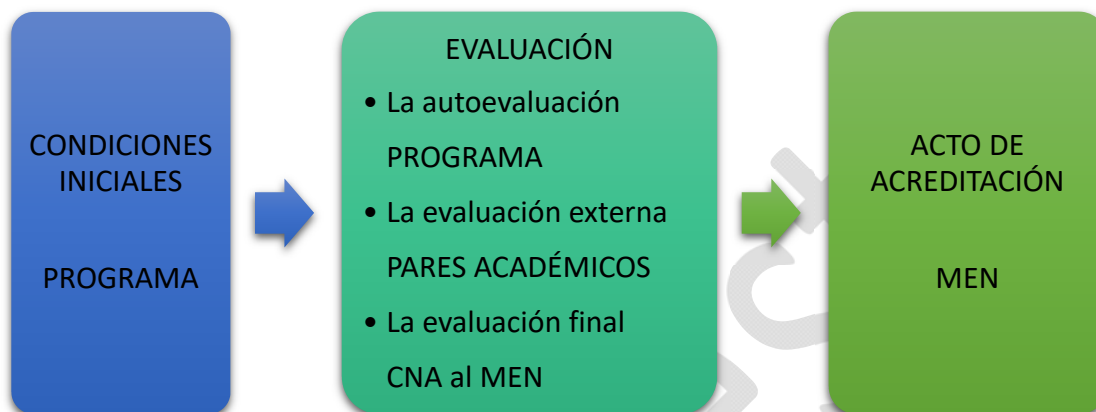 CONDICIONES
INICIALES
PROGRAMA
EVALUACIÓN
• La autoevaluación
PROGRAMA
• La evaluación externa
PARES ACADÉMICOS
• La evaluación final
CNA al MEN
ACTO DE
ACREDITACIÓN
MEN